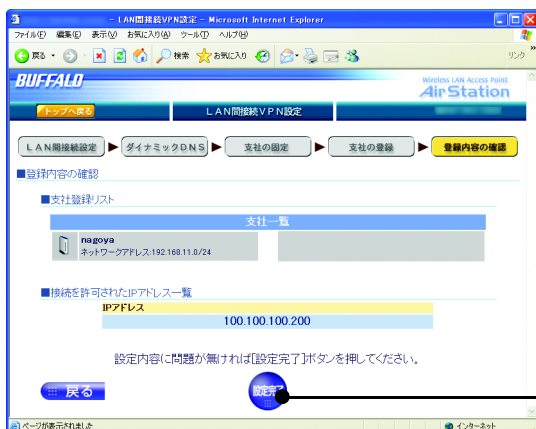 - LAN間接続VPN設定 - Microsoft Internet Explorer
ファイル(F) 編集(E) 表示(V) お気に入り(A) ツール(T) ヘルプ(H)
戻る 検索 お気に入り リンク »
BUFFALO
Wireless LAN Access Point
AirStation
トップへ戻る LAN間接続VPN設定
LAN間接続設定 ダイナミックDNS 支社の固定 支社の登録 登録内容の確認
■登録内容の確認
■支社登録リスト
支社一覧
nagoya
ネットワークアドレス:192.168.11.0/24
■接続を許可されたIPアドレス一覧
IPアドレス
100.100.100.200
設定内容に問題が無ければ[設定完了]ボタンを押してください。
戻る 設定完了
ページが表示されました インターネット